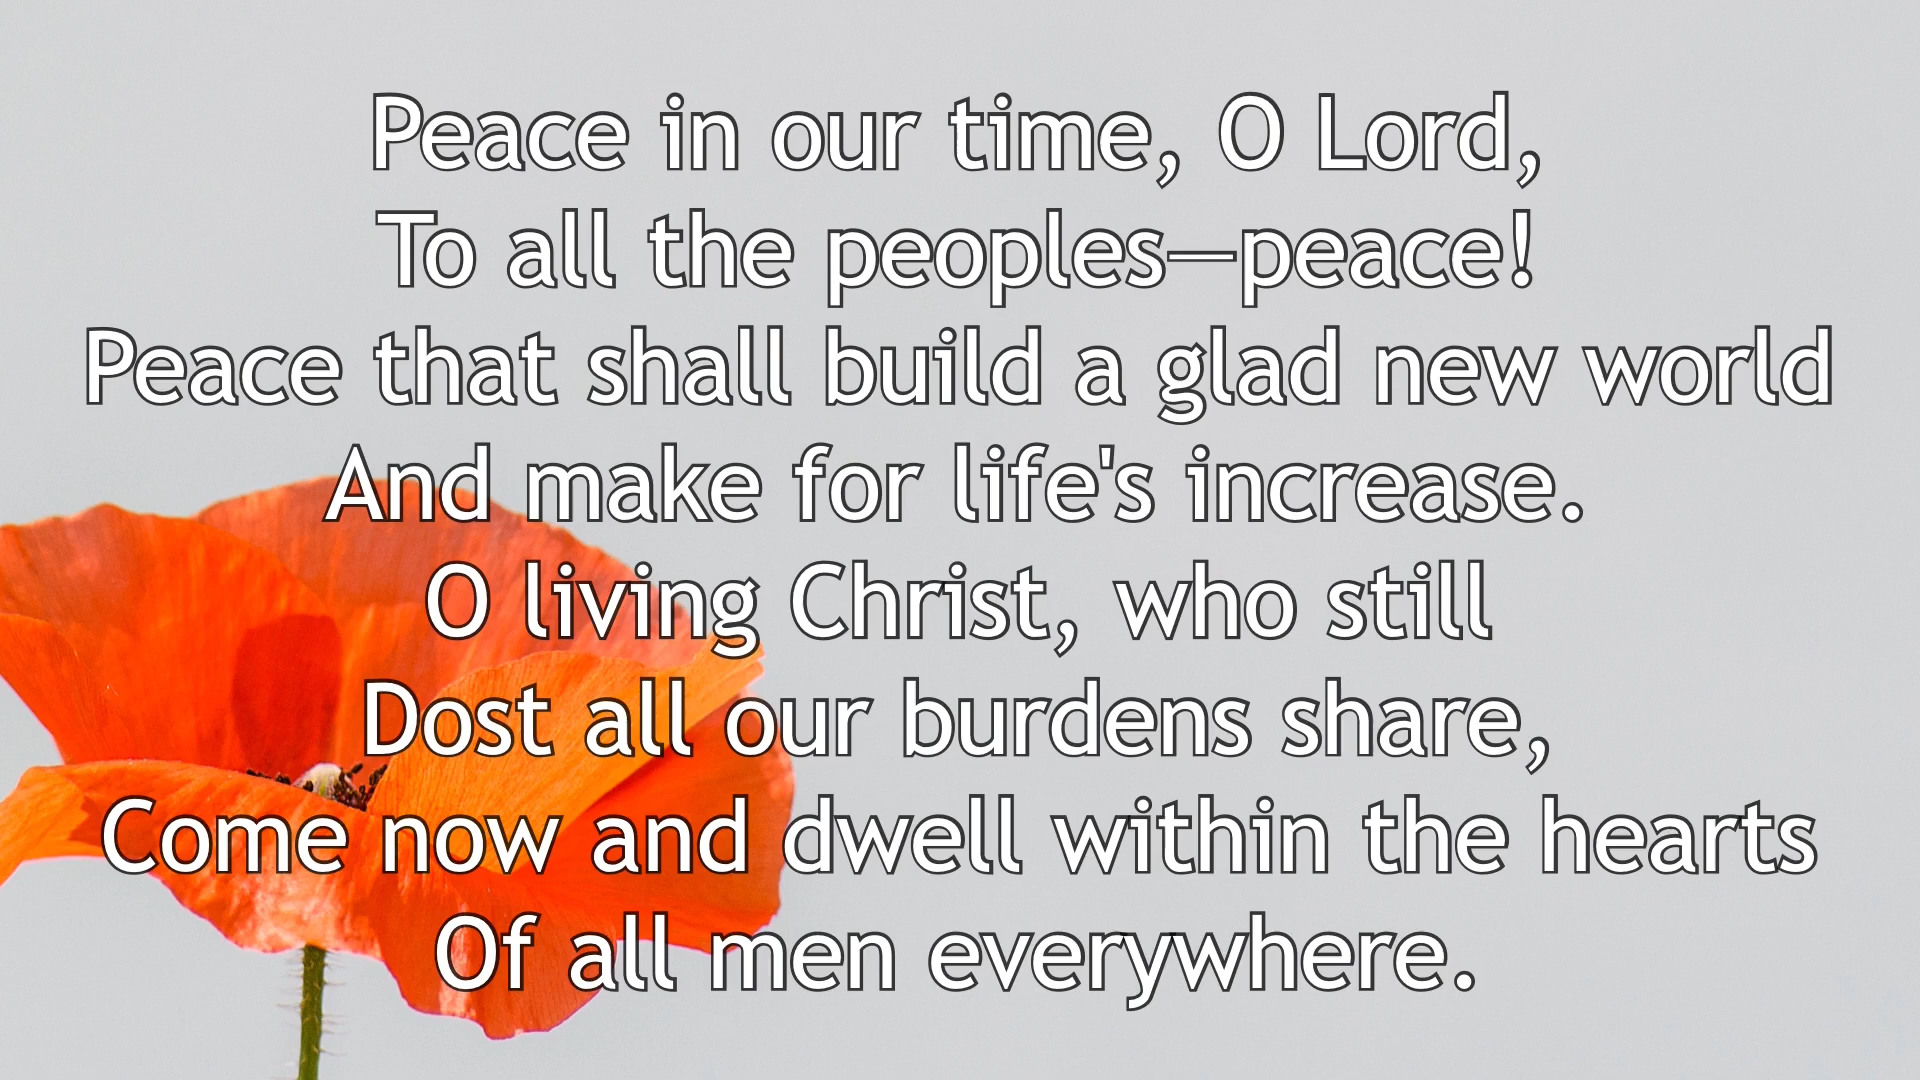 Peace in our time, O Lord,
To all the peoples—peace!
Peace that shall build a glad new world
And make for life's increase.
O living Christ, who still
Dost all our burdens share,
Come now and dwell within the hearts
Of all men everywhere.